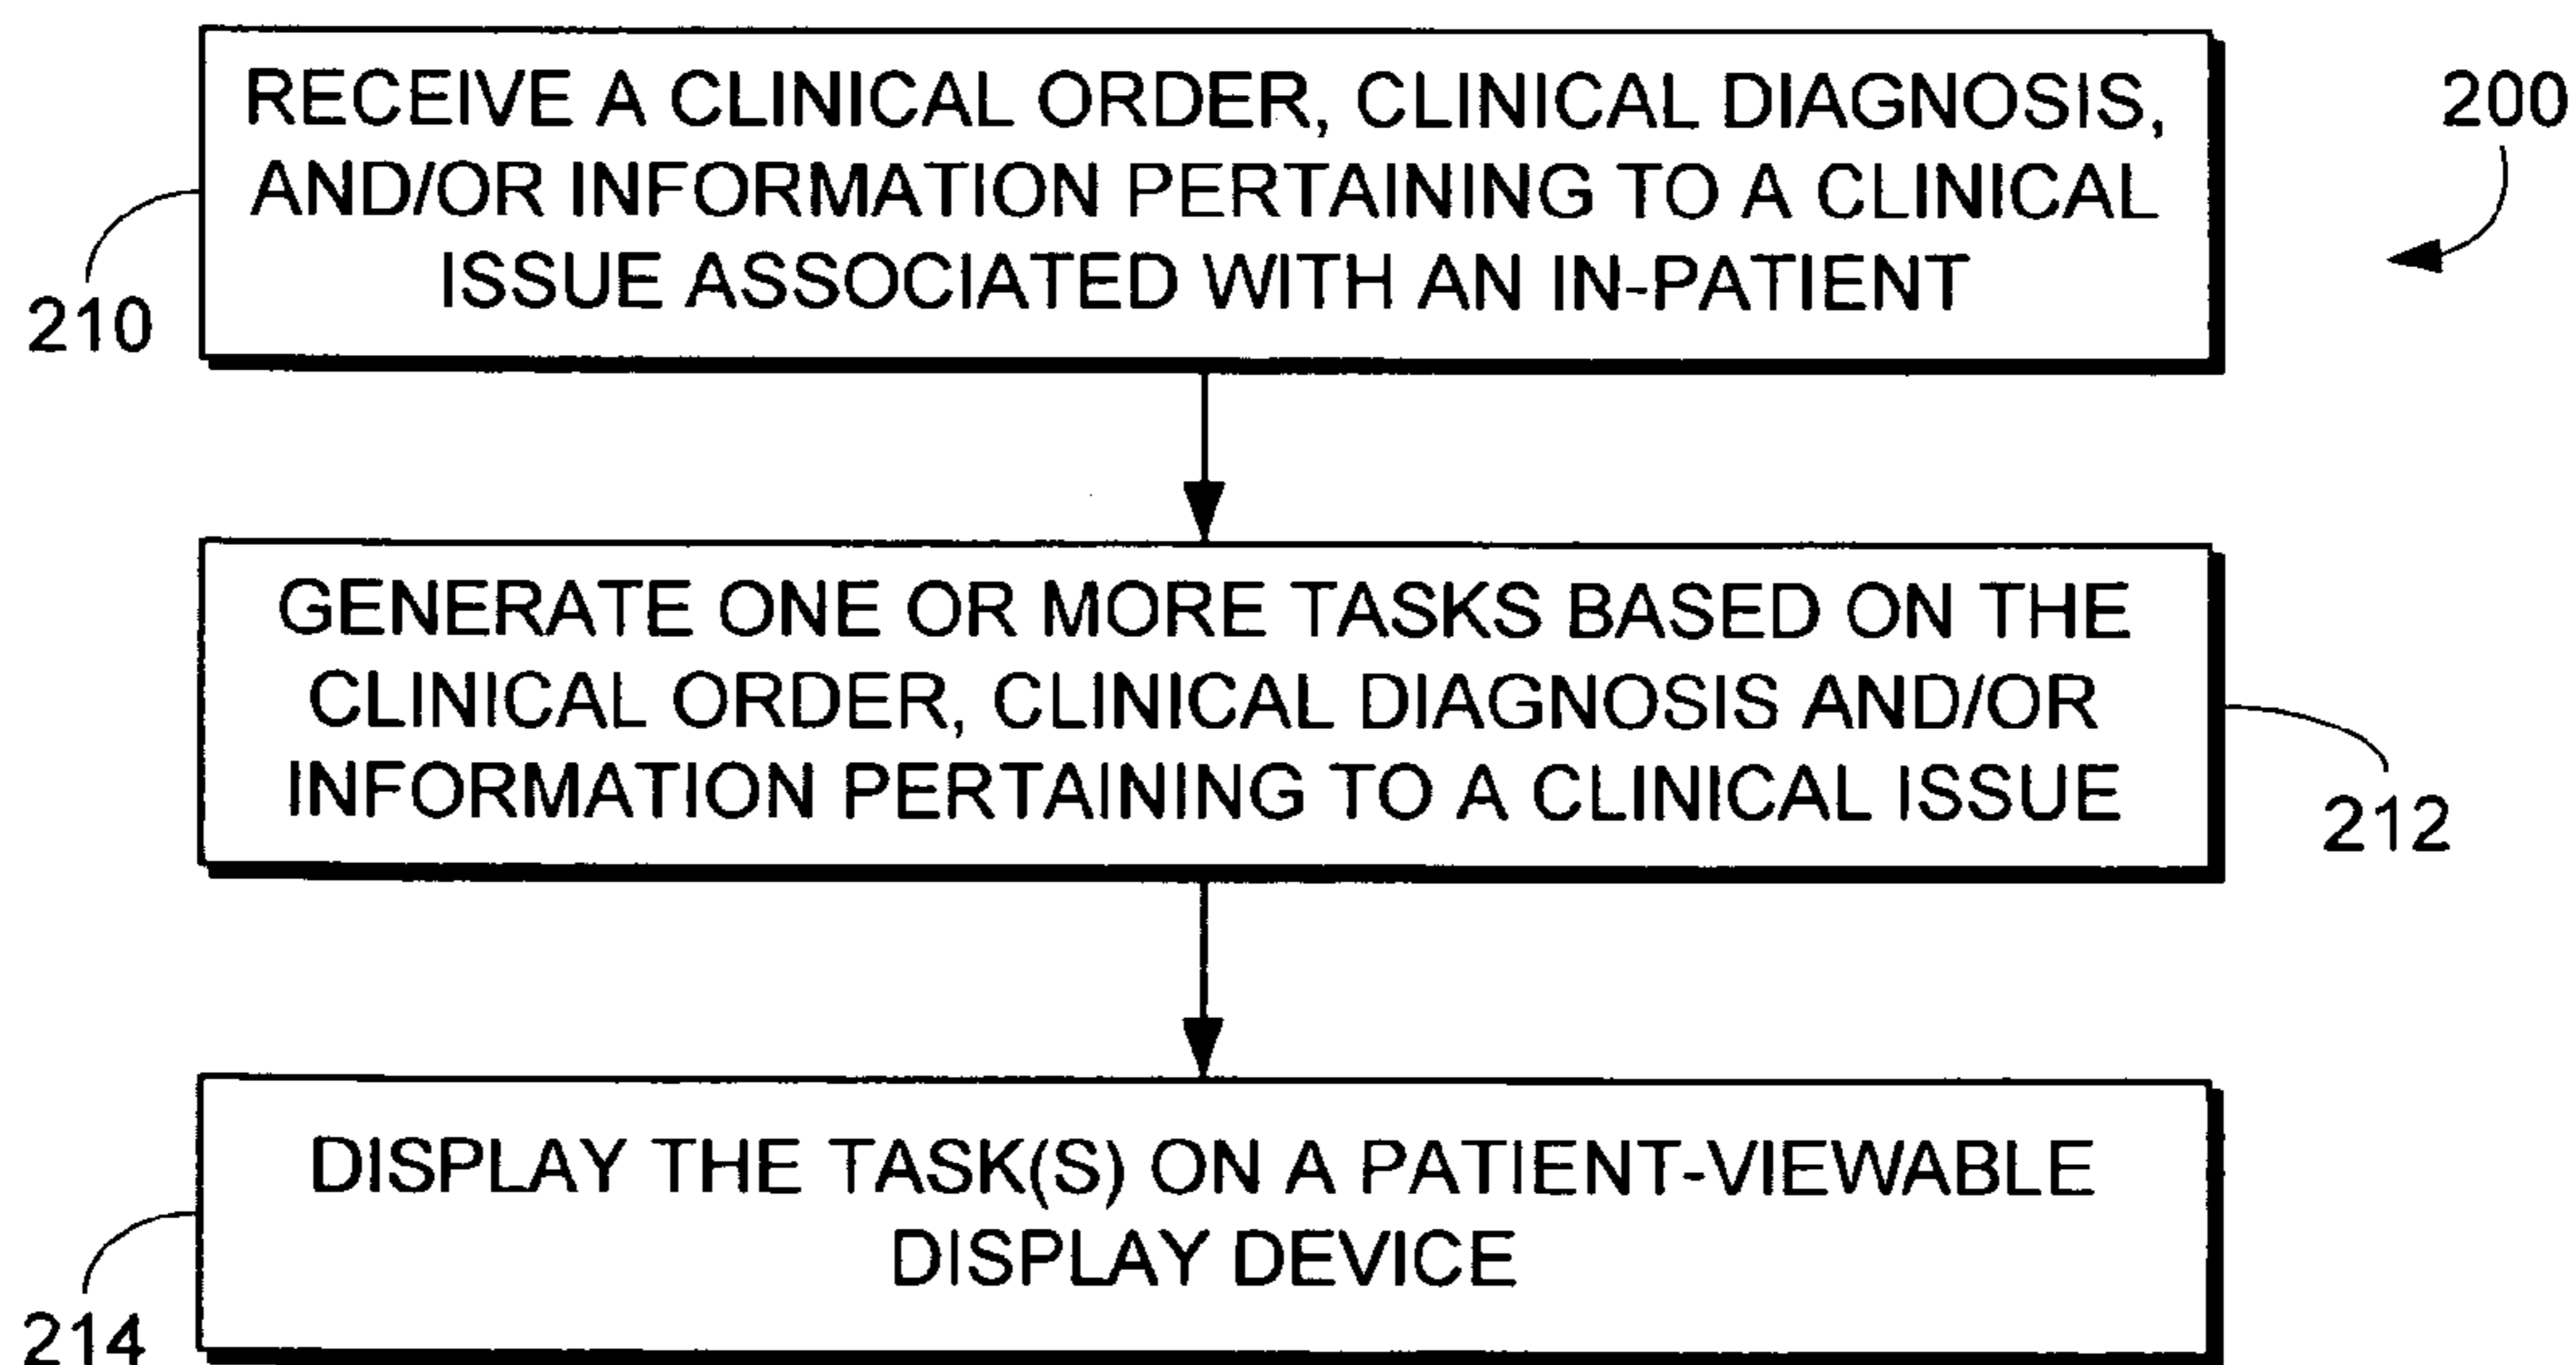 RECEIVE A CLINICAL ORDER, CLINICAL DIAGNOSIS,
AND/OR INFORMATION PERTAINING TO A CLINICAL
ISSUE ASSOCIATED WITH AN IN-PATIENT
200
210
GENERATE ONE OR MORE TASKS BASED ON THE
CLINICAL ORDER, CLINICAL DIAGNOSIS AND/OR
INFORMATION PERTAINING TO A CLINICAL ISSUE
212
DISPLAY THE TASK(S) ON A PATIENT-VIEWABLE
DISPLAY DEVICE
214